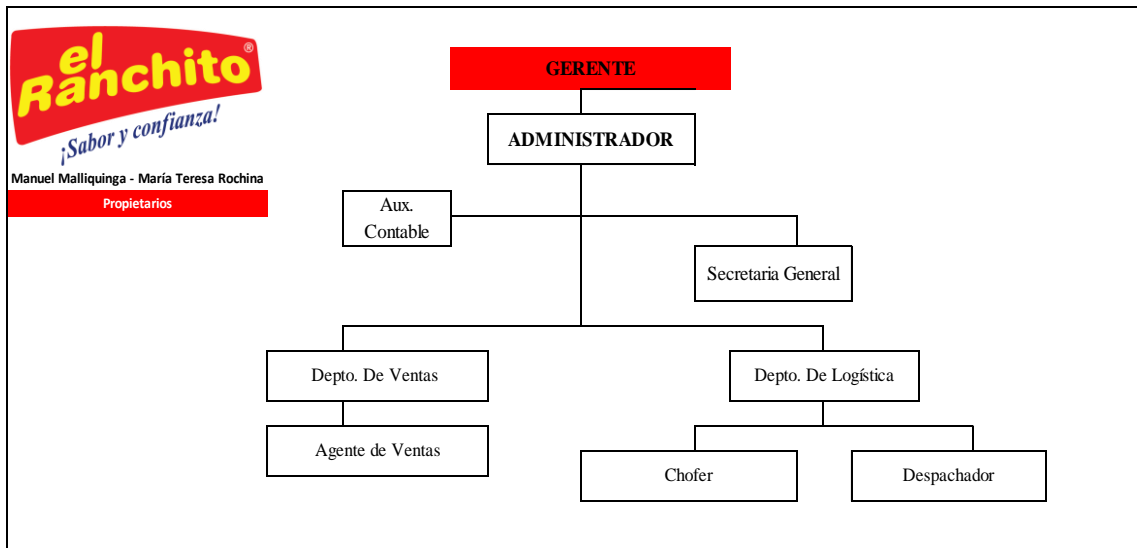 el
Ranchito®
¡Sabor y confianza!
Manuel Malliquinga - María Teresa Rochina
Propietarios
GERENTE
ADMINISTRADOR
Aux.
Contable
Secretaria General
Depto. De Ventas
Depto. De Logística
Agente de Ventas
Chofer
Despachador